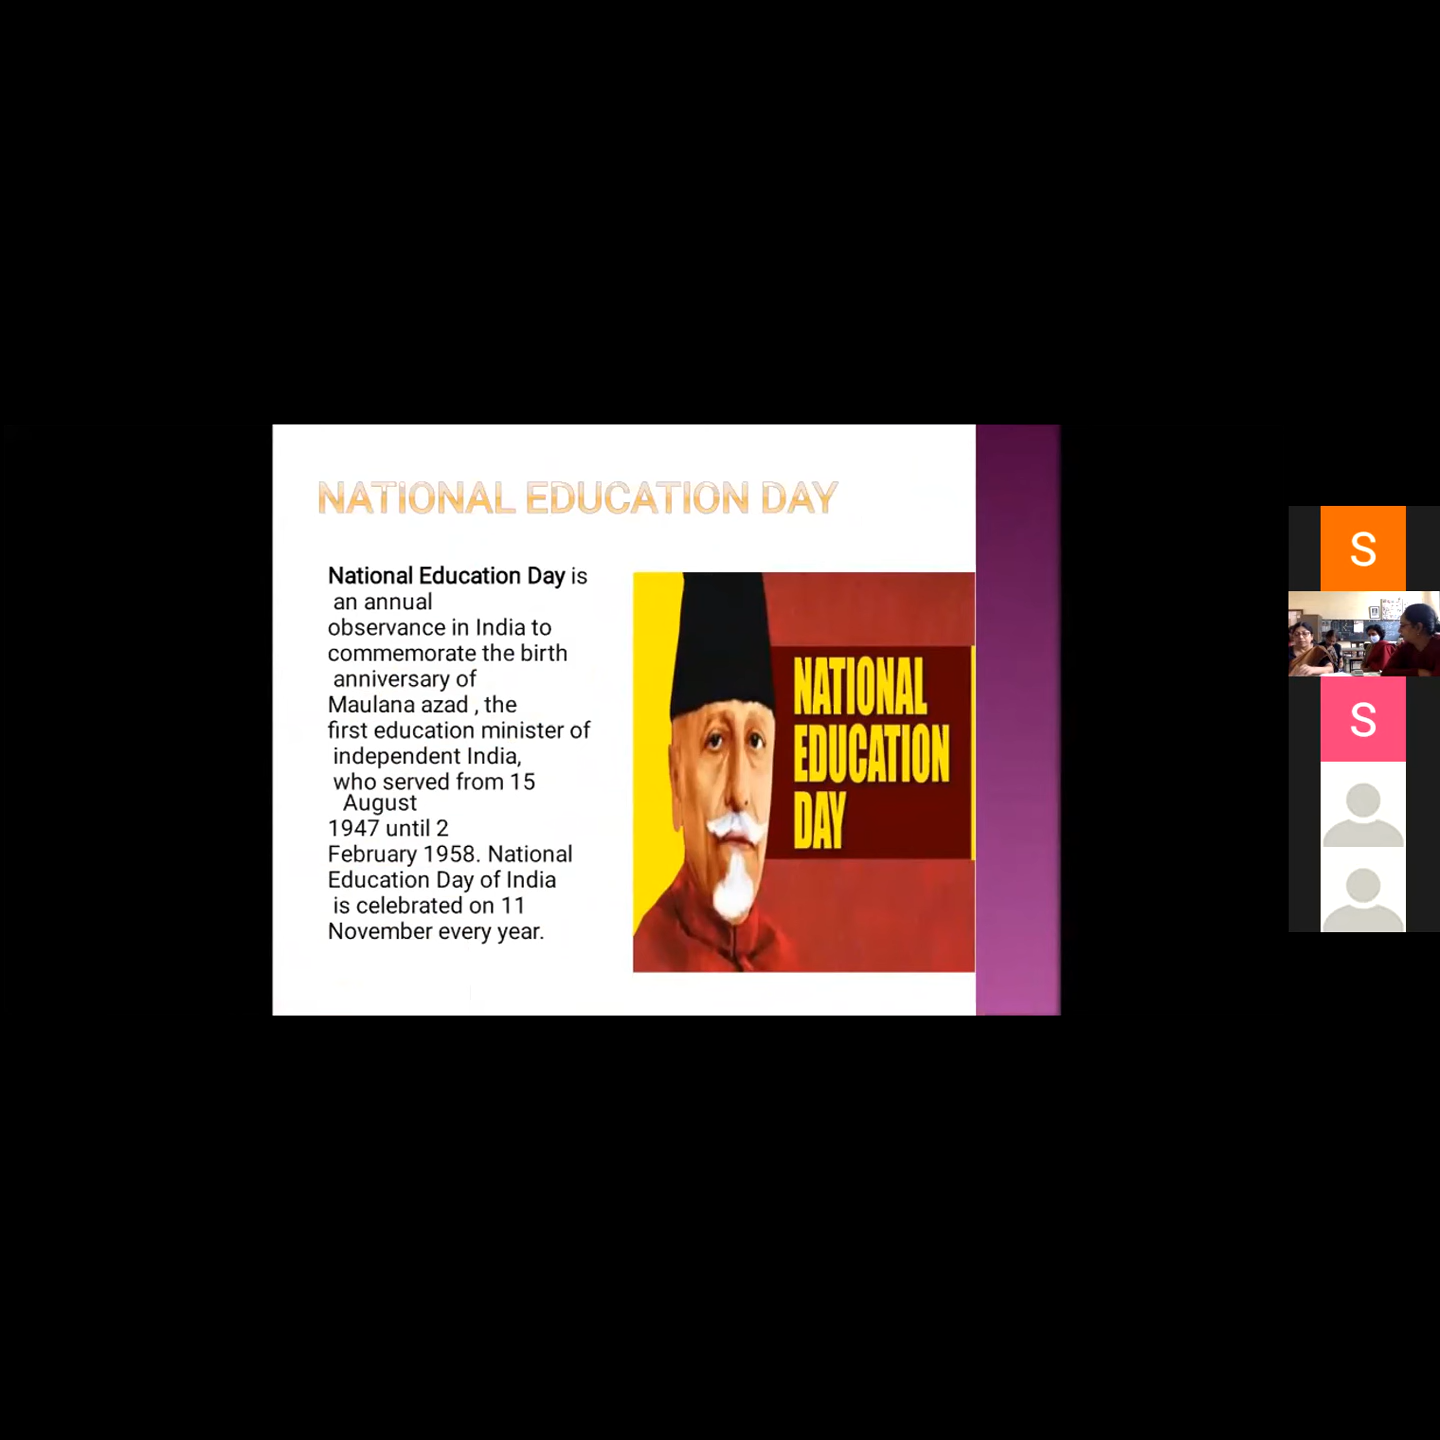 NATIONAL EDUCATION DAY
National Education Day is
an annual
observance in India to
commemorate the birth
anniversary of
Maulana azad , the
first education minister of
independent India,
who served from 15
August
1947 until 2
February 1958. National
Education Day of India
is celebrated on 11
November every year.
NATIONAL
EDUCATION
DAY
S
S